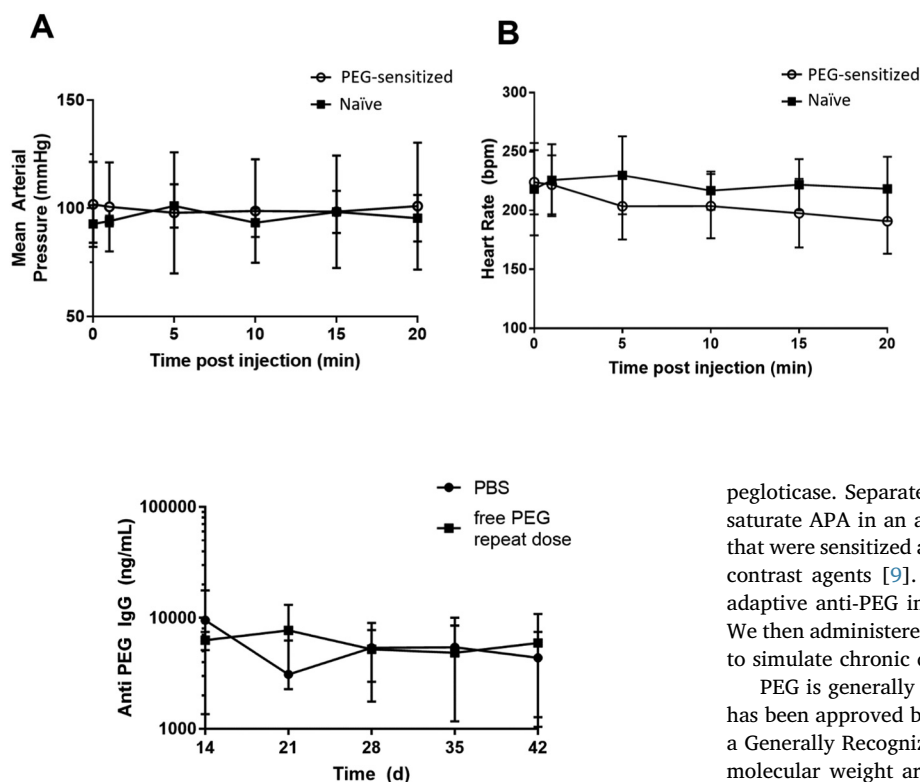 A
PEG-sensitized
Naïve
Mean Arterial
Pressure (mmHg)
150
100
50
0
5
10
15
20
Time post injection (min)
B
PEG-sensitized
Naïve
Heart Rate (bpm)
300
250
200
150
100
0
5
10
15
20
Time post injection (min)
PBS
free PEG
repeat dose
Anti PEG IgG (ng/mL)
100000
10000
1000
14
21
28
35
42
Time (d)
pegloticase. Separate
saturate APA in an a
that were sensitized a
contrast agents [9].
adaptive anti-PEG in
We then administere
to simulate chronic
PEG is generally
has been approved b
a Generally Recogniz
molecular weight ar